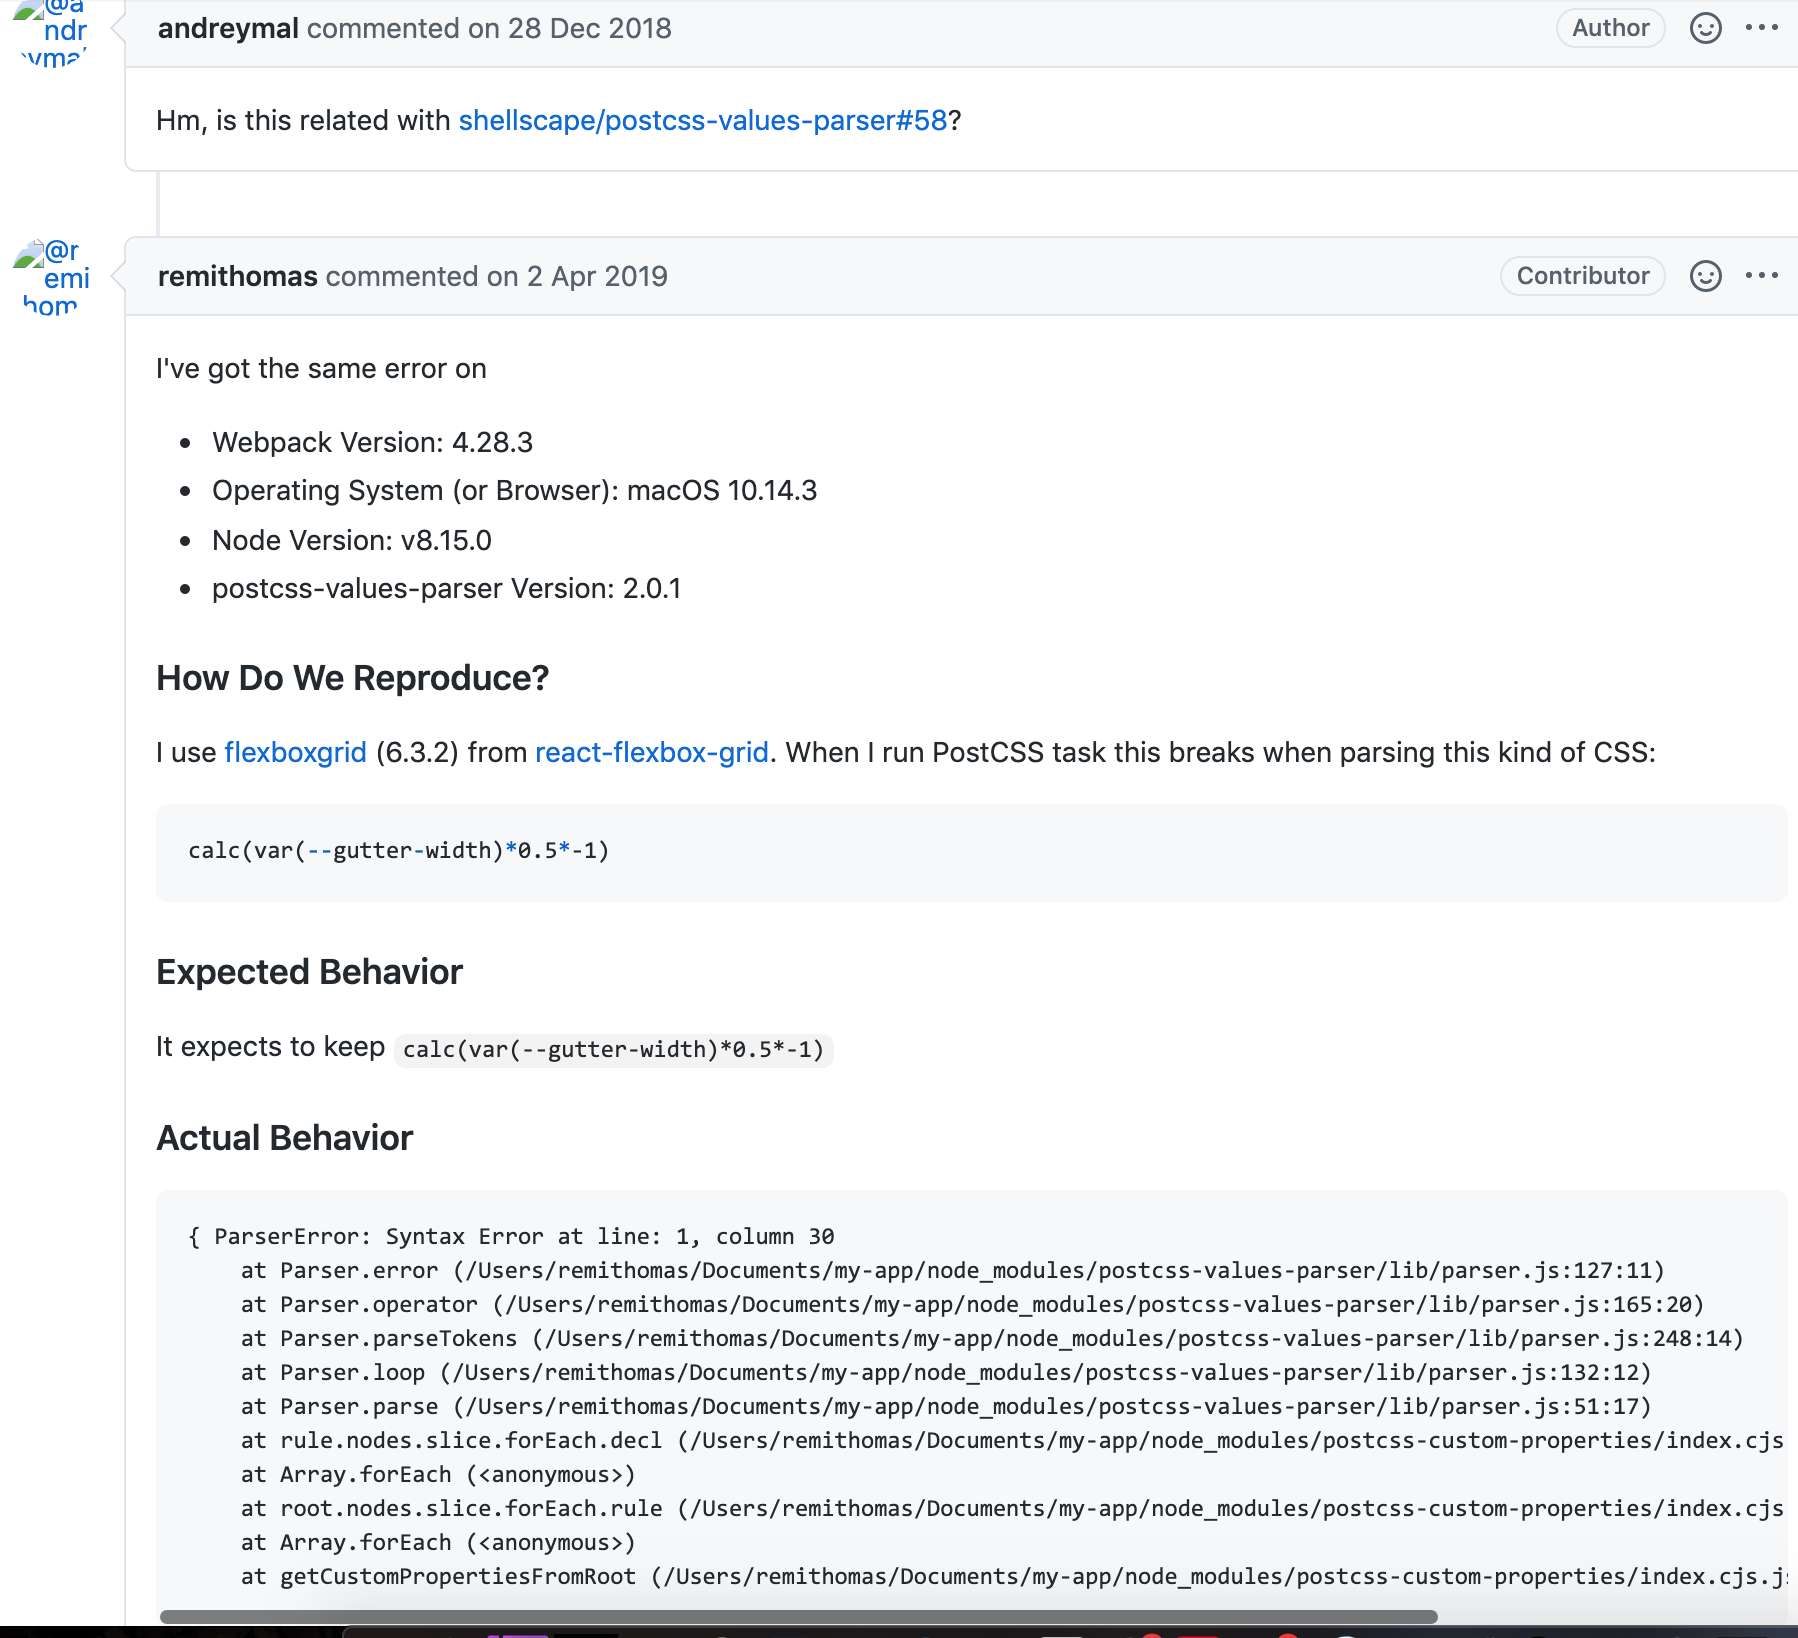 @a
ndr
yma
andreymal commented on 28 Dec 2018
Author
Hm, is this related with shellscape/postcss-values-parser#58?
@r
emi
hom
remithomas commented on 2 Apr 2019
Contributor
I've got the same error on
• Webpack Version: 4.28.3
• Operating System (or Browser): macOS 10.14.3
• Node Version: v8.15.0
• postcss-values-parser Version: 2.0.1
How Do We Reproduce?
I use flexboxgrid (6.3.2) from react-flexbox-grid. When I run PostCSS task this breaks when parsing this kind of CSS:
calc(var(--gutter-width)*0.5*-1)
Expected Behavior
It expects to keep calc(var(--gutter-width)*0.5*-1)
Actual Behavior
{ ParserError: Syntax Error at line: 1, column 30
    at Parser.error (/Users/remithomas/Documents/my-app/node_modules/postcss-values-parser/lib/parser.js:127:11)
    at Parser.operator (/Users/remithomas/Documents/my-app/node_modules/postcss-values-parser/lib/parser.js:165:20)
    at Parser.parseTokens (/Users/remithomas/Documents/my-app/node_modules/postcss-values-parser/lib/parser.js:248:14)
    at Parser.loop (/Users/remithomas/Documents/my-app/node_modules/postcss-values-parser/lib/parser.js:132:12)
    at Parser.parse (/Users/remithomas/Documents/my-app/node_modules/postcss-values-parser/lib/parser.js:51:17)
    at rule.nodes.slice.forEach.decl (/Users/remithomas/Documents/my-app/node_modules/postcss-custom-properties/index.cjs
    at Array.forEach (<anonymous>)
    at root.nodes.slice.forEach.rule (/Users/remithomas/Documents/my-app/node_modules/postcss-custom-properties/index.cjs
    at Array.forEach (<anonymous>)
    at getCustomPropertiesFromRoot (/Users/remithomas/Documents/my-app/node_modules/postcss-custom-properties/index.cjs.js